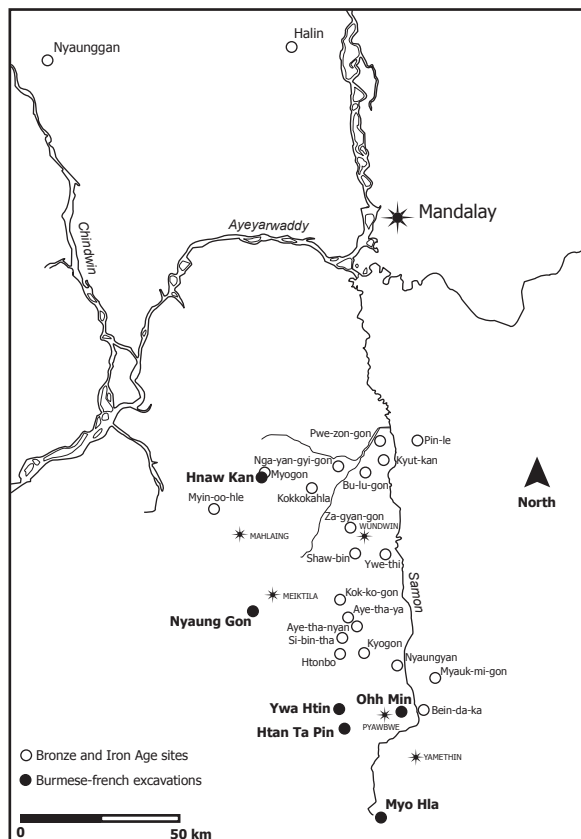 Nyaunggan
Halin
Chindwin
Ayeyarwaddy
Mandalay
Pwe-zon-gon
Pin-le
Nga-yan-gyi-gon
Kyut-kan
Hnaw Kan
Myogon
Bu-lu-gon
Myin-oo-hle
Kokkokahla
North
Za-gyan-gon
WUNDWIN
MAHLAING
Shaw-bin
Ywe-thi
Samon
MEIKTILA
Kok-ko-gon
Nyaung Gon
Aye-tha-ya
Aye-tha-nyan
Si-bin-tha
Kyogon
Htonbo
Nyaungyan
Myauk-mi-gon
Ywa Htin
Ohh Min
Bein-da-ka
PYAWBWE
Htan Ta Pin
YAMETHIN
Bronze and Iron Age sites
Burmese-french excavations
Myo Hla
0 50 km